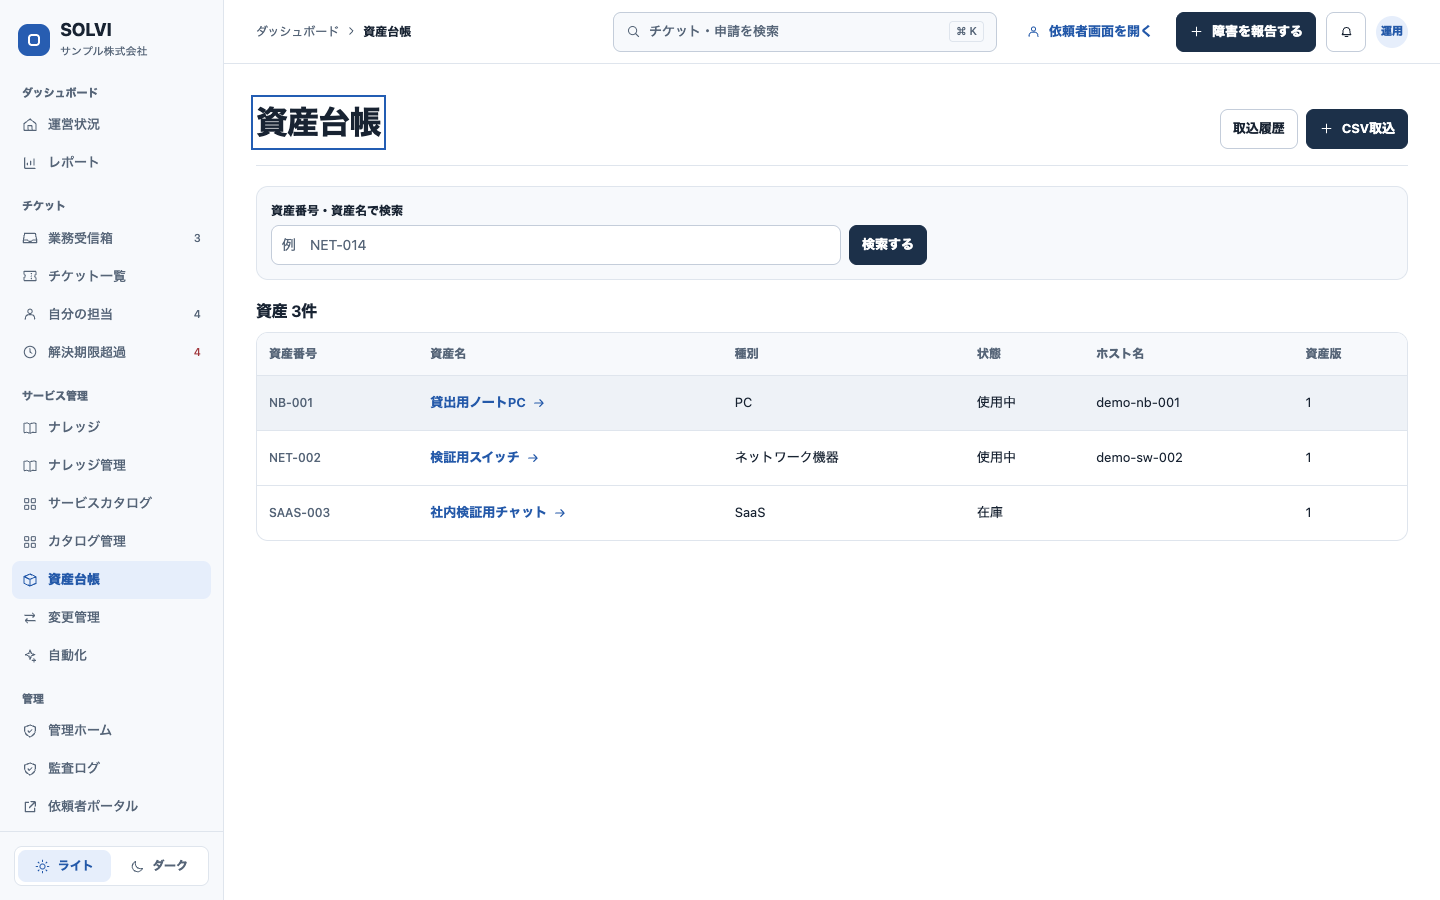 SOLVI
サンプル株式会社
ダッシュボード
運営状況
レポート
チケット
業務受信箱 3
チケット一覧
自分の担当 4
解決期限超過 4
サービス管理
ナレッジ
ナレッジ管理
サービスカタログ
カタログ管理
資産台帳
変更管理
自動化
管理
管理ホーム
監査ログ
依頼者ポータル
ライト ダーク
ダッシュボード > 資産台帳
チケット・申請を検索 ⌘ K
依頼者画面を開く
+ 障害を報告する
運用
資産台帳
取込履歴
+ CSV取込
資産番号・資産名で検索
例 NET-014
検索する
資産 3件
資産番号 資産名 種別 状態 ホスト名 資産版
NB-001 貸出用ノートPC → PC 使用中 demo-nb-001 1
NET-002 検証用スイッチ → ネットワーク機器 使用中 demo-sw-002 1
SAAS-003 社内検証用チャット → SaaS 在庫 1